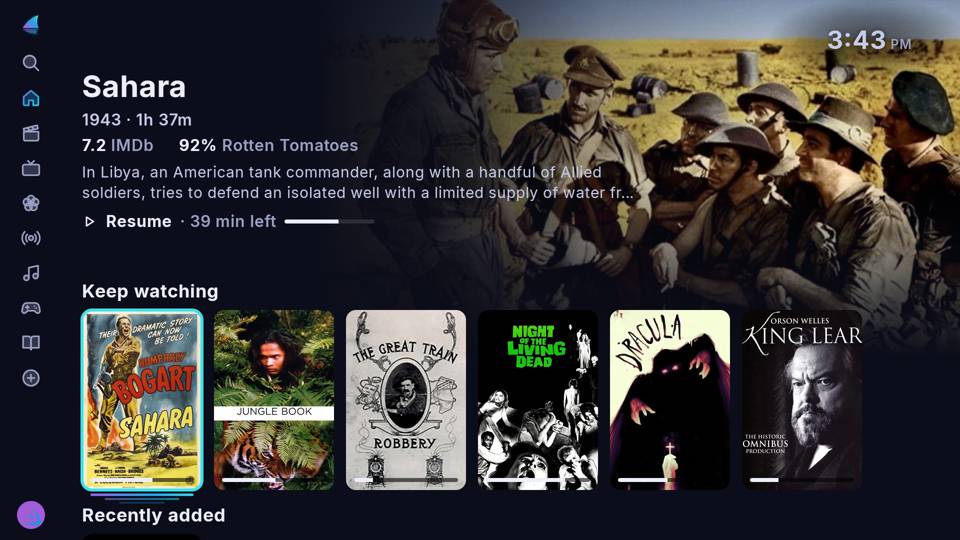 3:43 PM
Sahara
1943 · 1h 37m
7.2 IMDb 92% Rotten Tomatoes
In Libya, an American tank commander, along with a handful of Allied
soldiers, tries to defend an isolated well with a limited supply of water fr...
Resume · 39 min left
Keep watching
THEIR DRAMATIC STORY
CAN NOW
BE TOLD
HUMPHREY
BOGART
SAHARA
JUNGLE BOOK
THE GREAT TRAIN
ROBBERY
NIGHT
OF THE
LIVING
DEAD
DRACULA
ORSON WELLES
KING LEAR
THE HISTORIC
OMNIBUS
PRODUCTION
Recently added